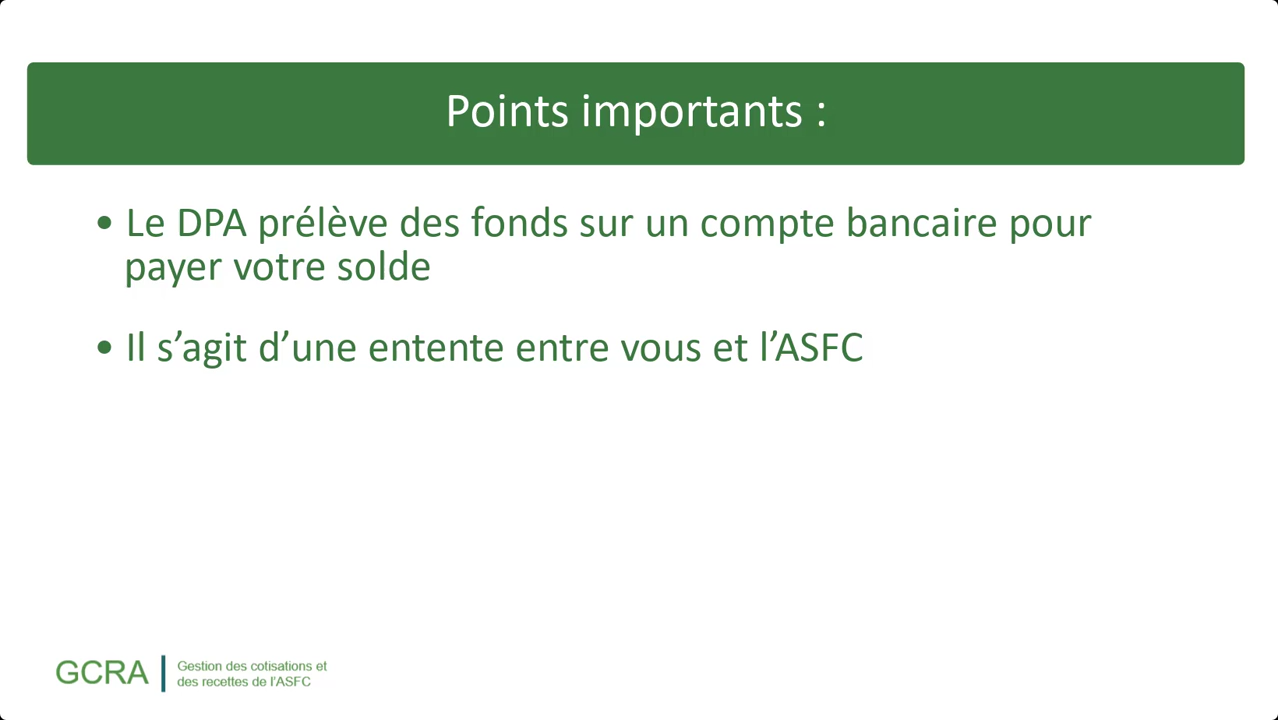 Points importants :
• Le DPA prélève des fonds sur un compte bancaire pour
payer votre solde
• Il s’agit d’une entente entre vous et l’ASFC
GCRA
Gestion des cotisations et
des recettes de l’ASFC